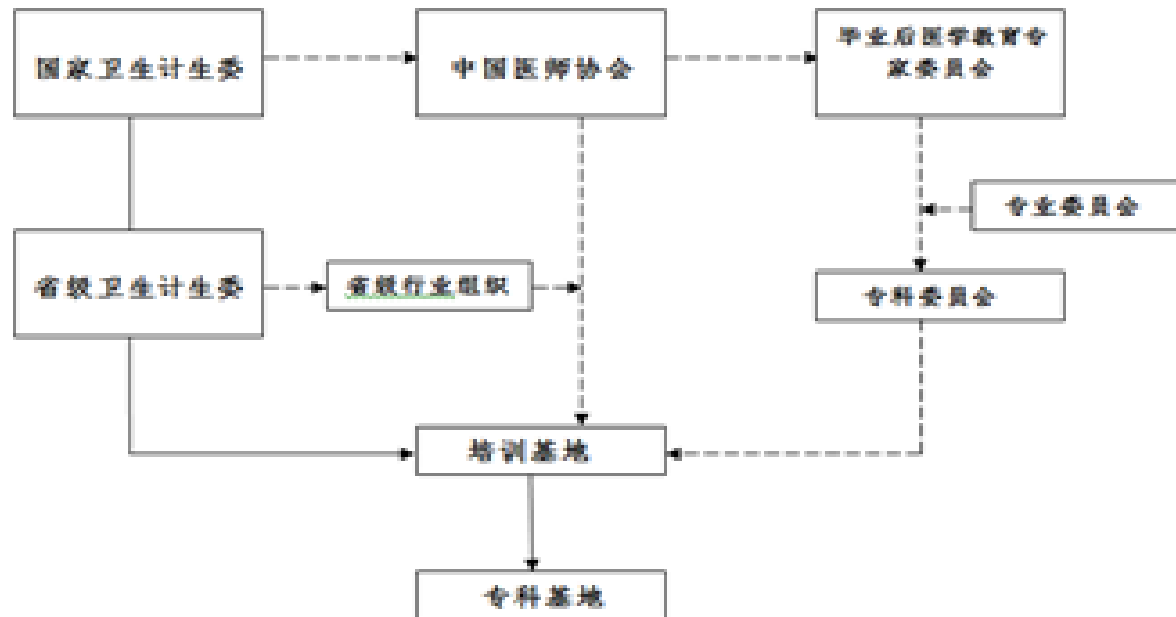 国家卫生计生委
中国医师协会
毕业后医学教育专
家委员会
专业委员会
省级卫生计生委
省级行业组织
专科委员会
培训基地
专科基地